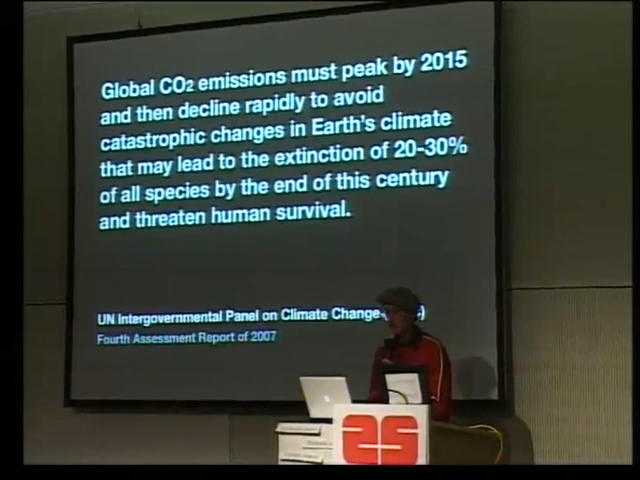 Global CO2 emissions must peak by 2015
and then decline rapidly to avoid
catastrophic changes in Earth's climate
that may lead to the extinction of 20-30%
of all species by the end of this century
and threaten human survival.
UN Intergovernmental Panel on Climate Change
Fourth Assessment Report of 2007